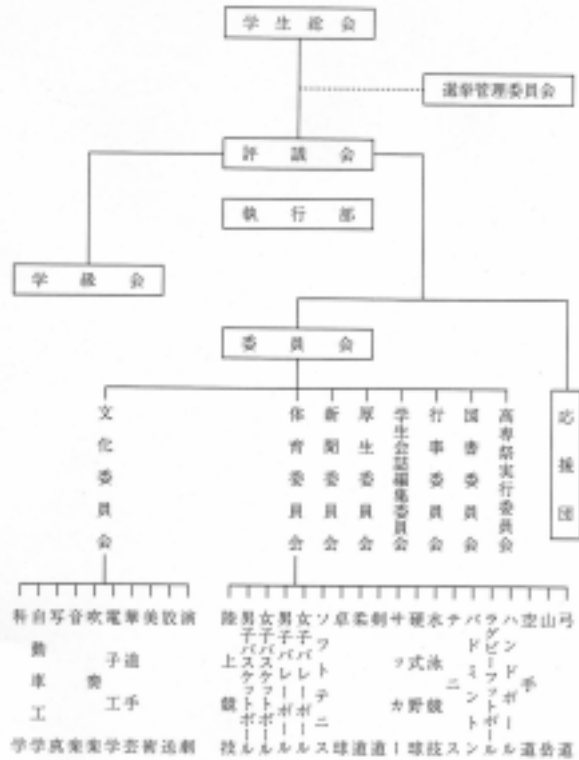 学生総会
選挙管理委員会
評議会
執行部
学級会
委員会
応援団
文化委員会
体育委員会
新聞委員会
厚生委員会
学生会誌編集委員会
行事委員会
図書委員会
高専祭実行委員会
科学
自動車工学
写真
音楽
吹奏楽
電子工学
華道手芸
美術
放送
演劇
陸上競技
男子バスケットボール
女子バスケットボール
男子バレーボール
女子バレーボール
ソフトテニス
卓球
柔道
剣道
サッカー
硬式野球
水泳競技
テニス
バドミントン
ラグビーフットボール
ハンドボール
空手道
山岳
弓道